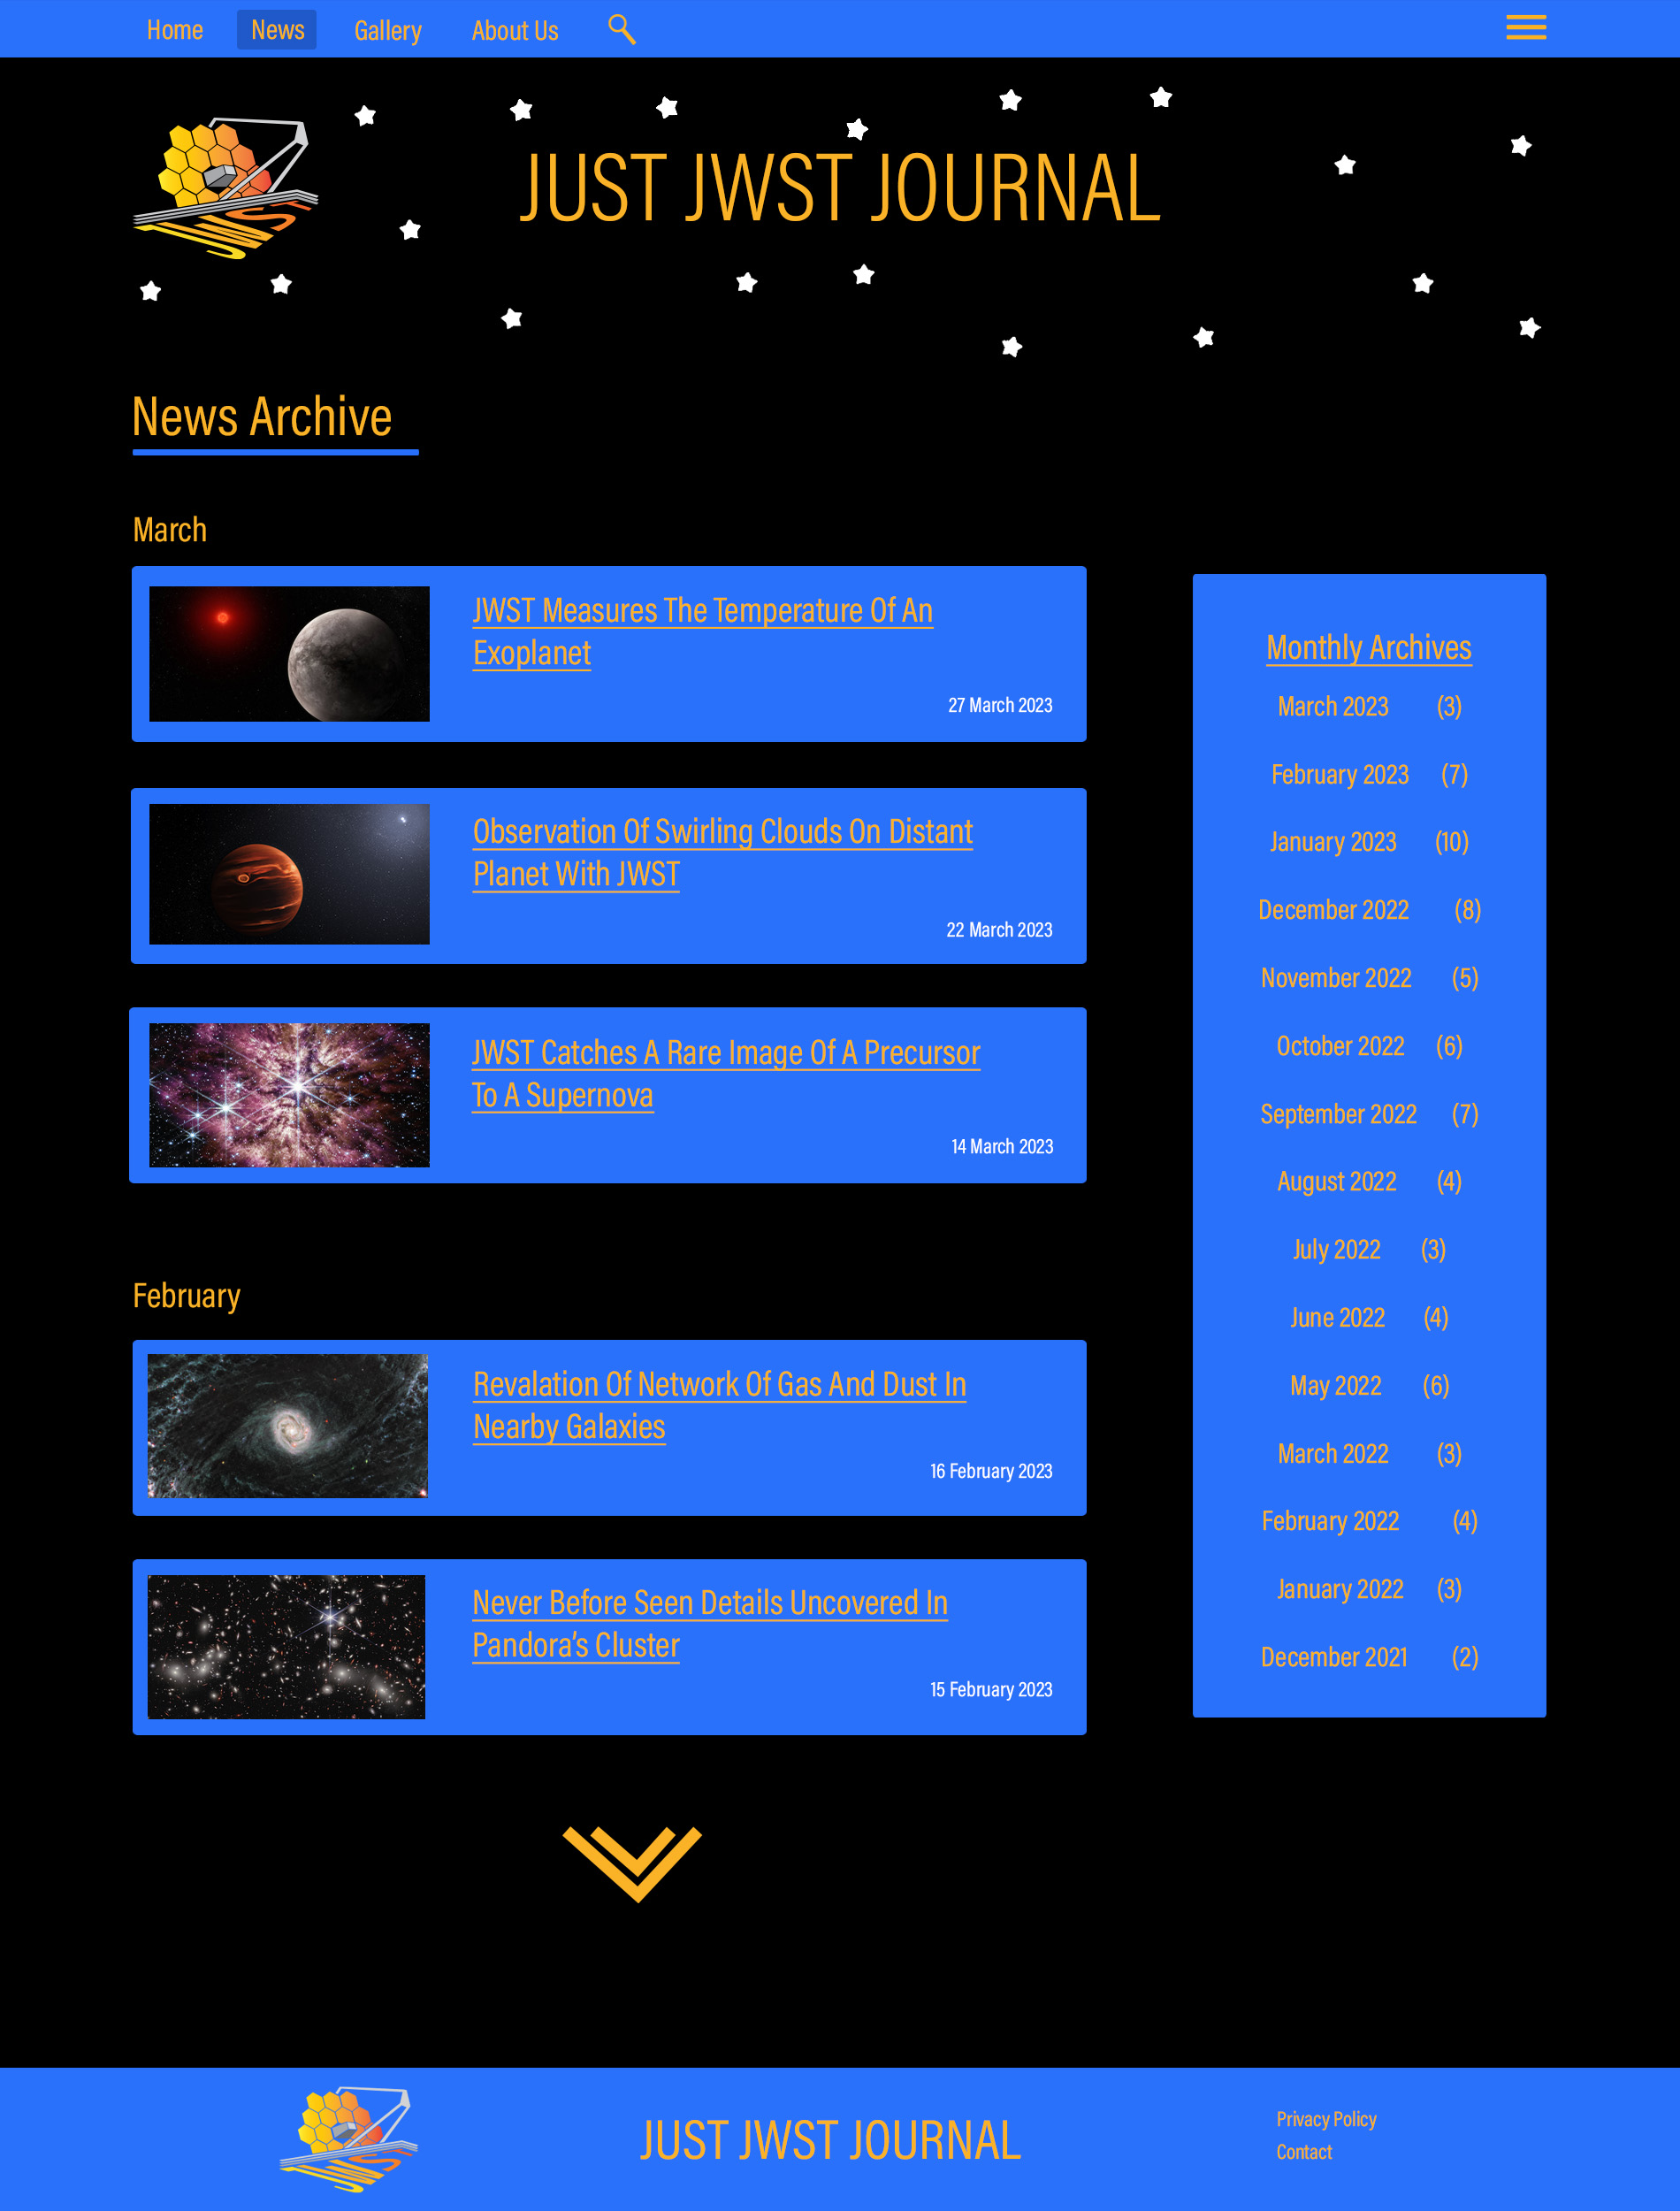 Home News Gallery About Us
JUST JWST JOURNAL
News Archive
March
JWST Measures The Temperature Of An
Exoplanet
27 March 2023
Observation Of Swirling Clouds On Distant
Planet With JWST
22 March 2023
JWST Catches A Rare Image Of A Precursor
To A Supernova
14 March 2023
February
Revalation Of Network Of Gas And Dust In
Nearby Galaxies
16 February 2023
Never Before Seen Details Uncovered In
Pandora’s Cluster
15 February 2023
Monthly Archives
March 2023 (3)
February 2023 (7)
January 2023 (10)
December 2022 (8)
November 2022 (5)
October 2022 (6)
September 2022 (7)
August 2022 (4)
July 2022 (3)
June 2022 (4)
May 2022 (6)
March 2022 (3)
February 2022 (4)
January 2022 (3)
December 2021 (2)
JUST JWST JOURNAL
Privacy Policy
Contact